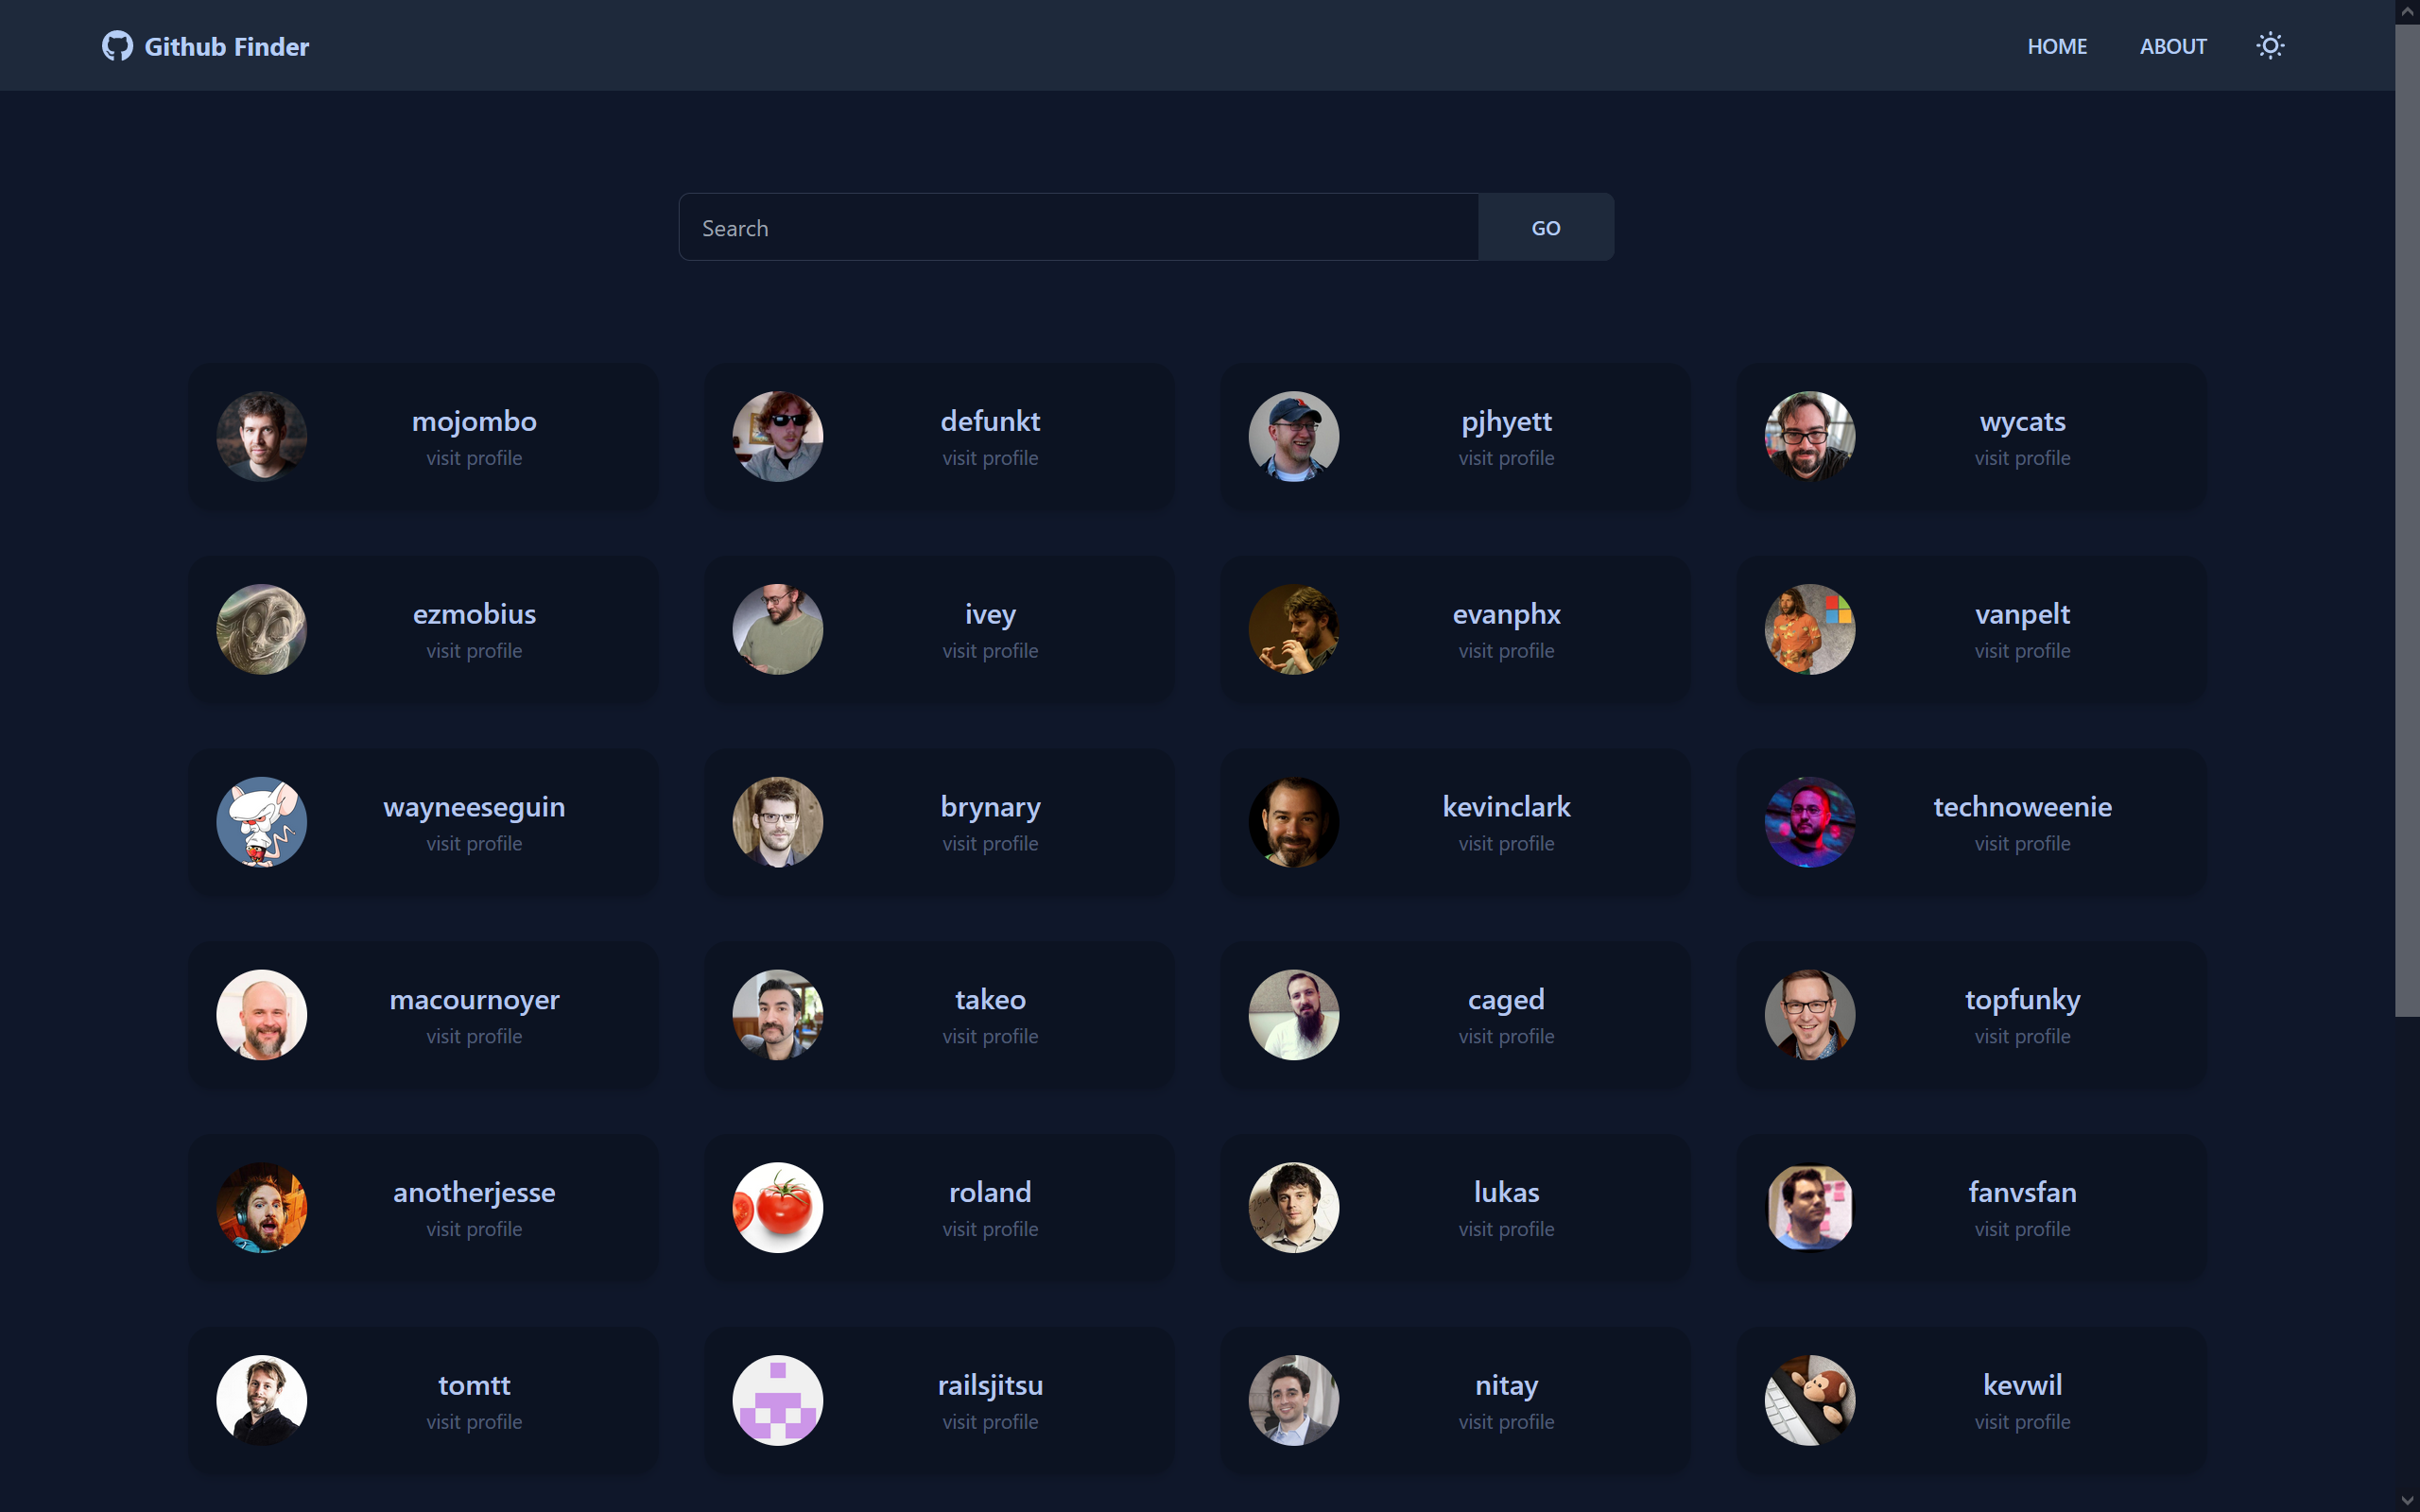 Github Finder
HOME
ABOUT
Search
GO
mojombo
visit profile
defunkt
visit profile
pjhyett
visit profile
wycats
visit profile
ezmobius
visit profile
ivey
visit profile
evanphx
visit profile
vanpelt
visit profile
wayneeseguin
visit profile
brynary
visit profile
kevinclark
visit profile
technoweenie
visit profile
macournoyer
visit profile
takeo
visit profile
caged
visit profile
topfunky
visit profile
anotherjesse
visit profile
roland
visit profile
lukas
visit profile
fanvsfan
visit profile
tomtt
visit profile
railsjitsu
visit profile
nitay
visit profile
kevwil
visit profile